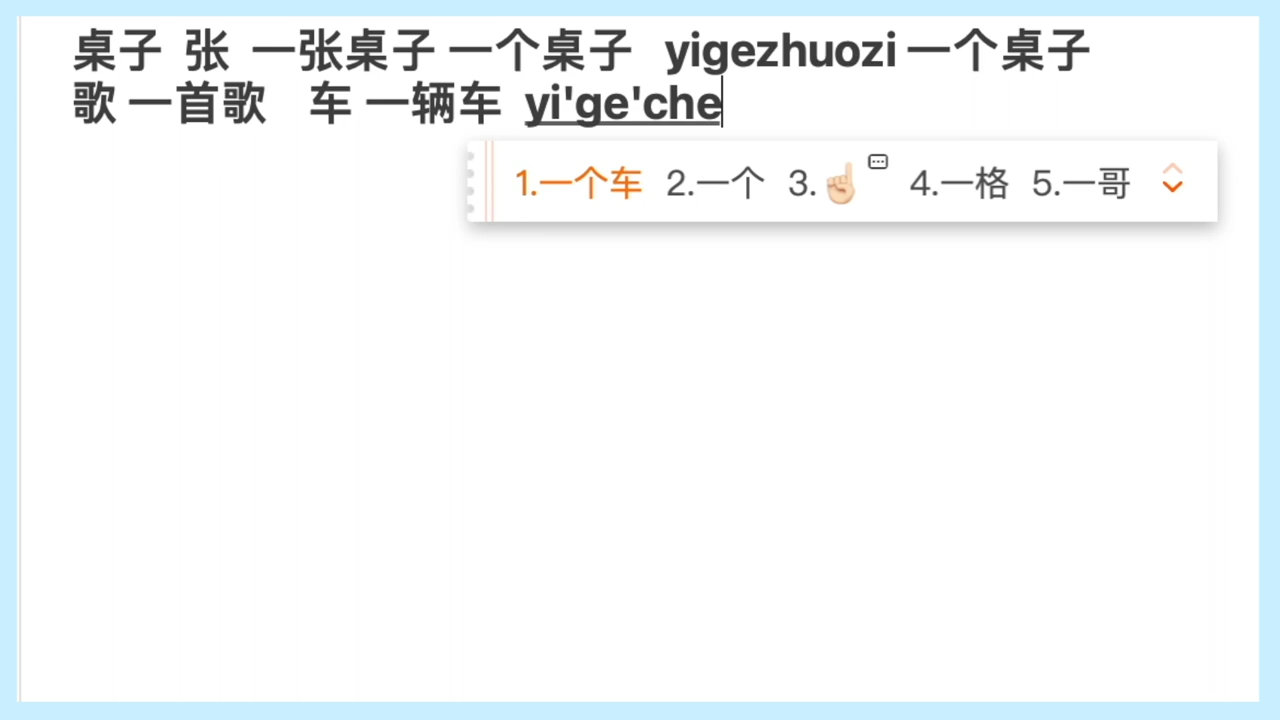 桌子 张 一张桌子 一个桌子 yigezhuozi 一个桌子
歌 一首歌 车 一辆车 yi'ge'che
1.一个车 2.一个 3.☝🏻 4.一格 5.一哥